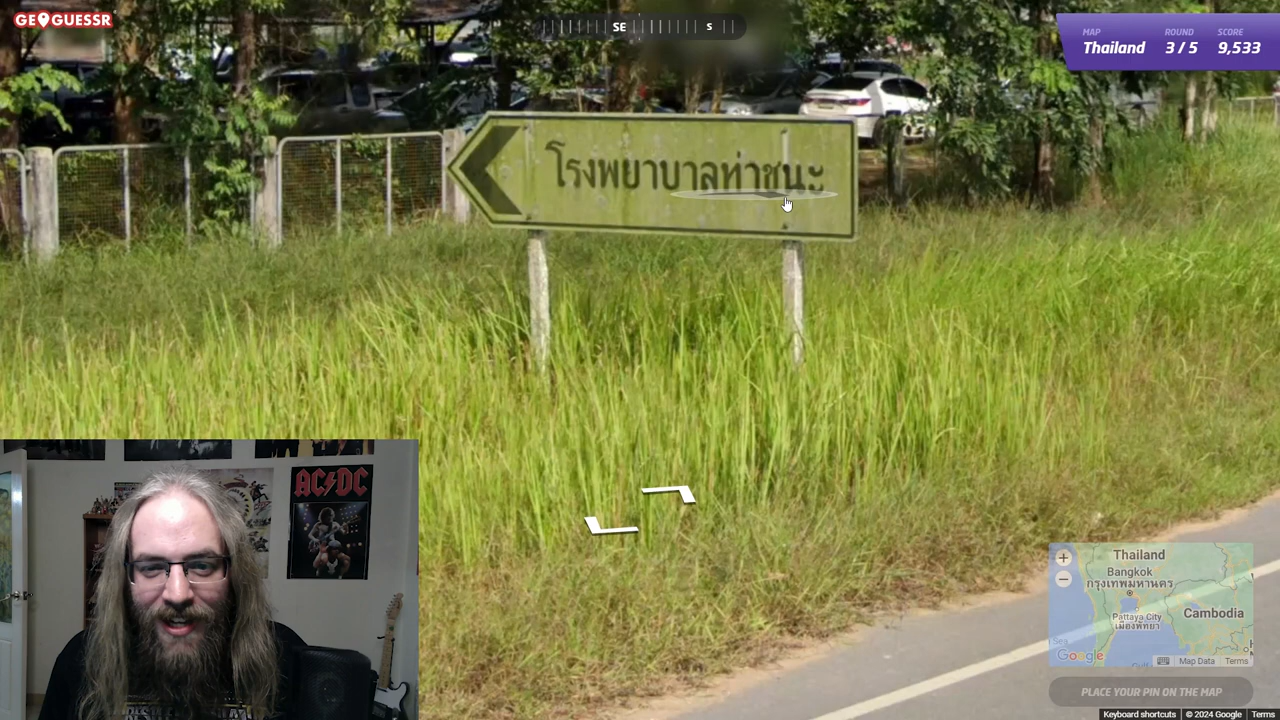 GEOGUESSR
SE
S
MAP
Thailand
ROUND
3 / 5
SCORE
9,533
โรงพยาบาลท่าชนะ
AC/DC
+
−
Thailand
Bangkok
กรุงเทพมหานคร
Pattaya City
เมืองพัทยา
Cambodia
Sea
Gulf
Google
Map Data
Terms
PLACE YOUR PIN ON THE MAP
Keyboard shortcuts
© 2024 Google
Terms